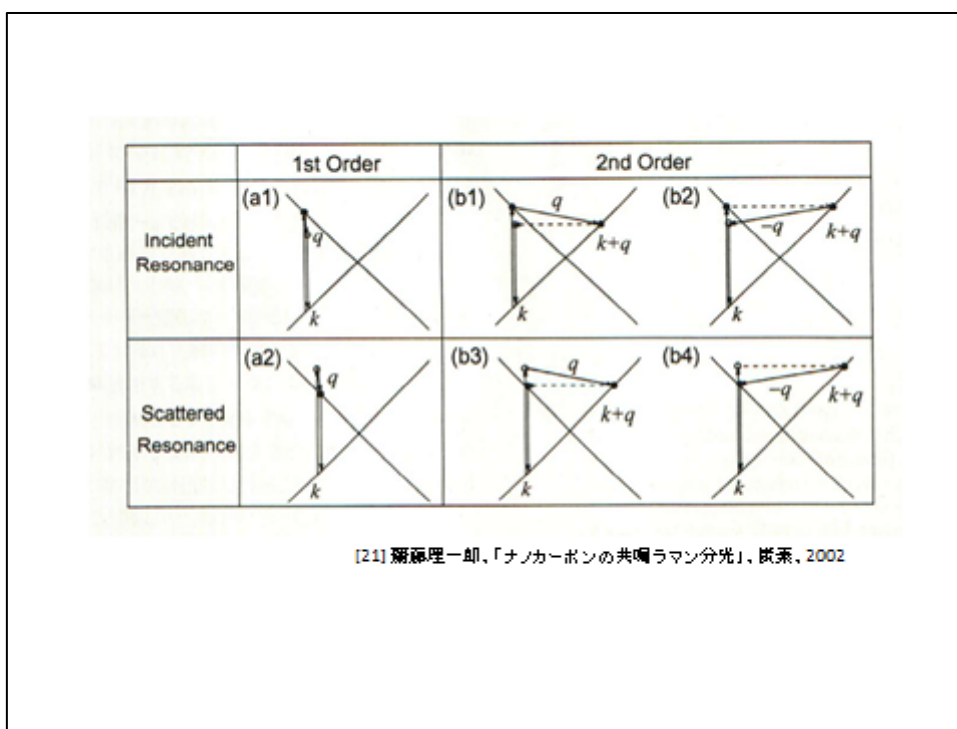 1st Order
2nd Order
Incident
Resonance
(a1)
q
k
(b1)
q
k+q
k
(b2)
-q
k+q
k
Scattered
Resonance
(a2)
q
k
(b3)
q
k+q
k
(b4)
-q
k+q
k
[21] 齋藤理一郎、「ナノカーボンの共鳴ラマン分光」、炭素、2002